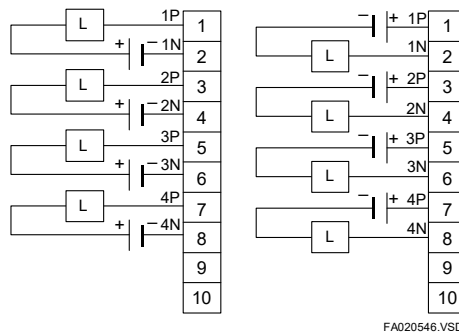 1P
L
1
+ − 1N
2
2P
L
3
+ − 2N
4
3P
L
5
+ − 3N
6
4P
L
7
+ − 4N
8
9
10
− + 1P
1
L
1N
2
− + 2P
3
L
2N
4
− + 3P
5
L
3N
6
− + 4P
7
L
4N
8
9
10
FA020546.VSD